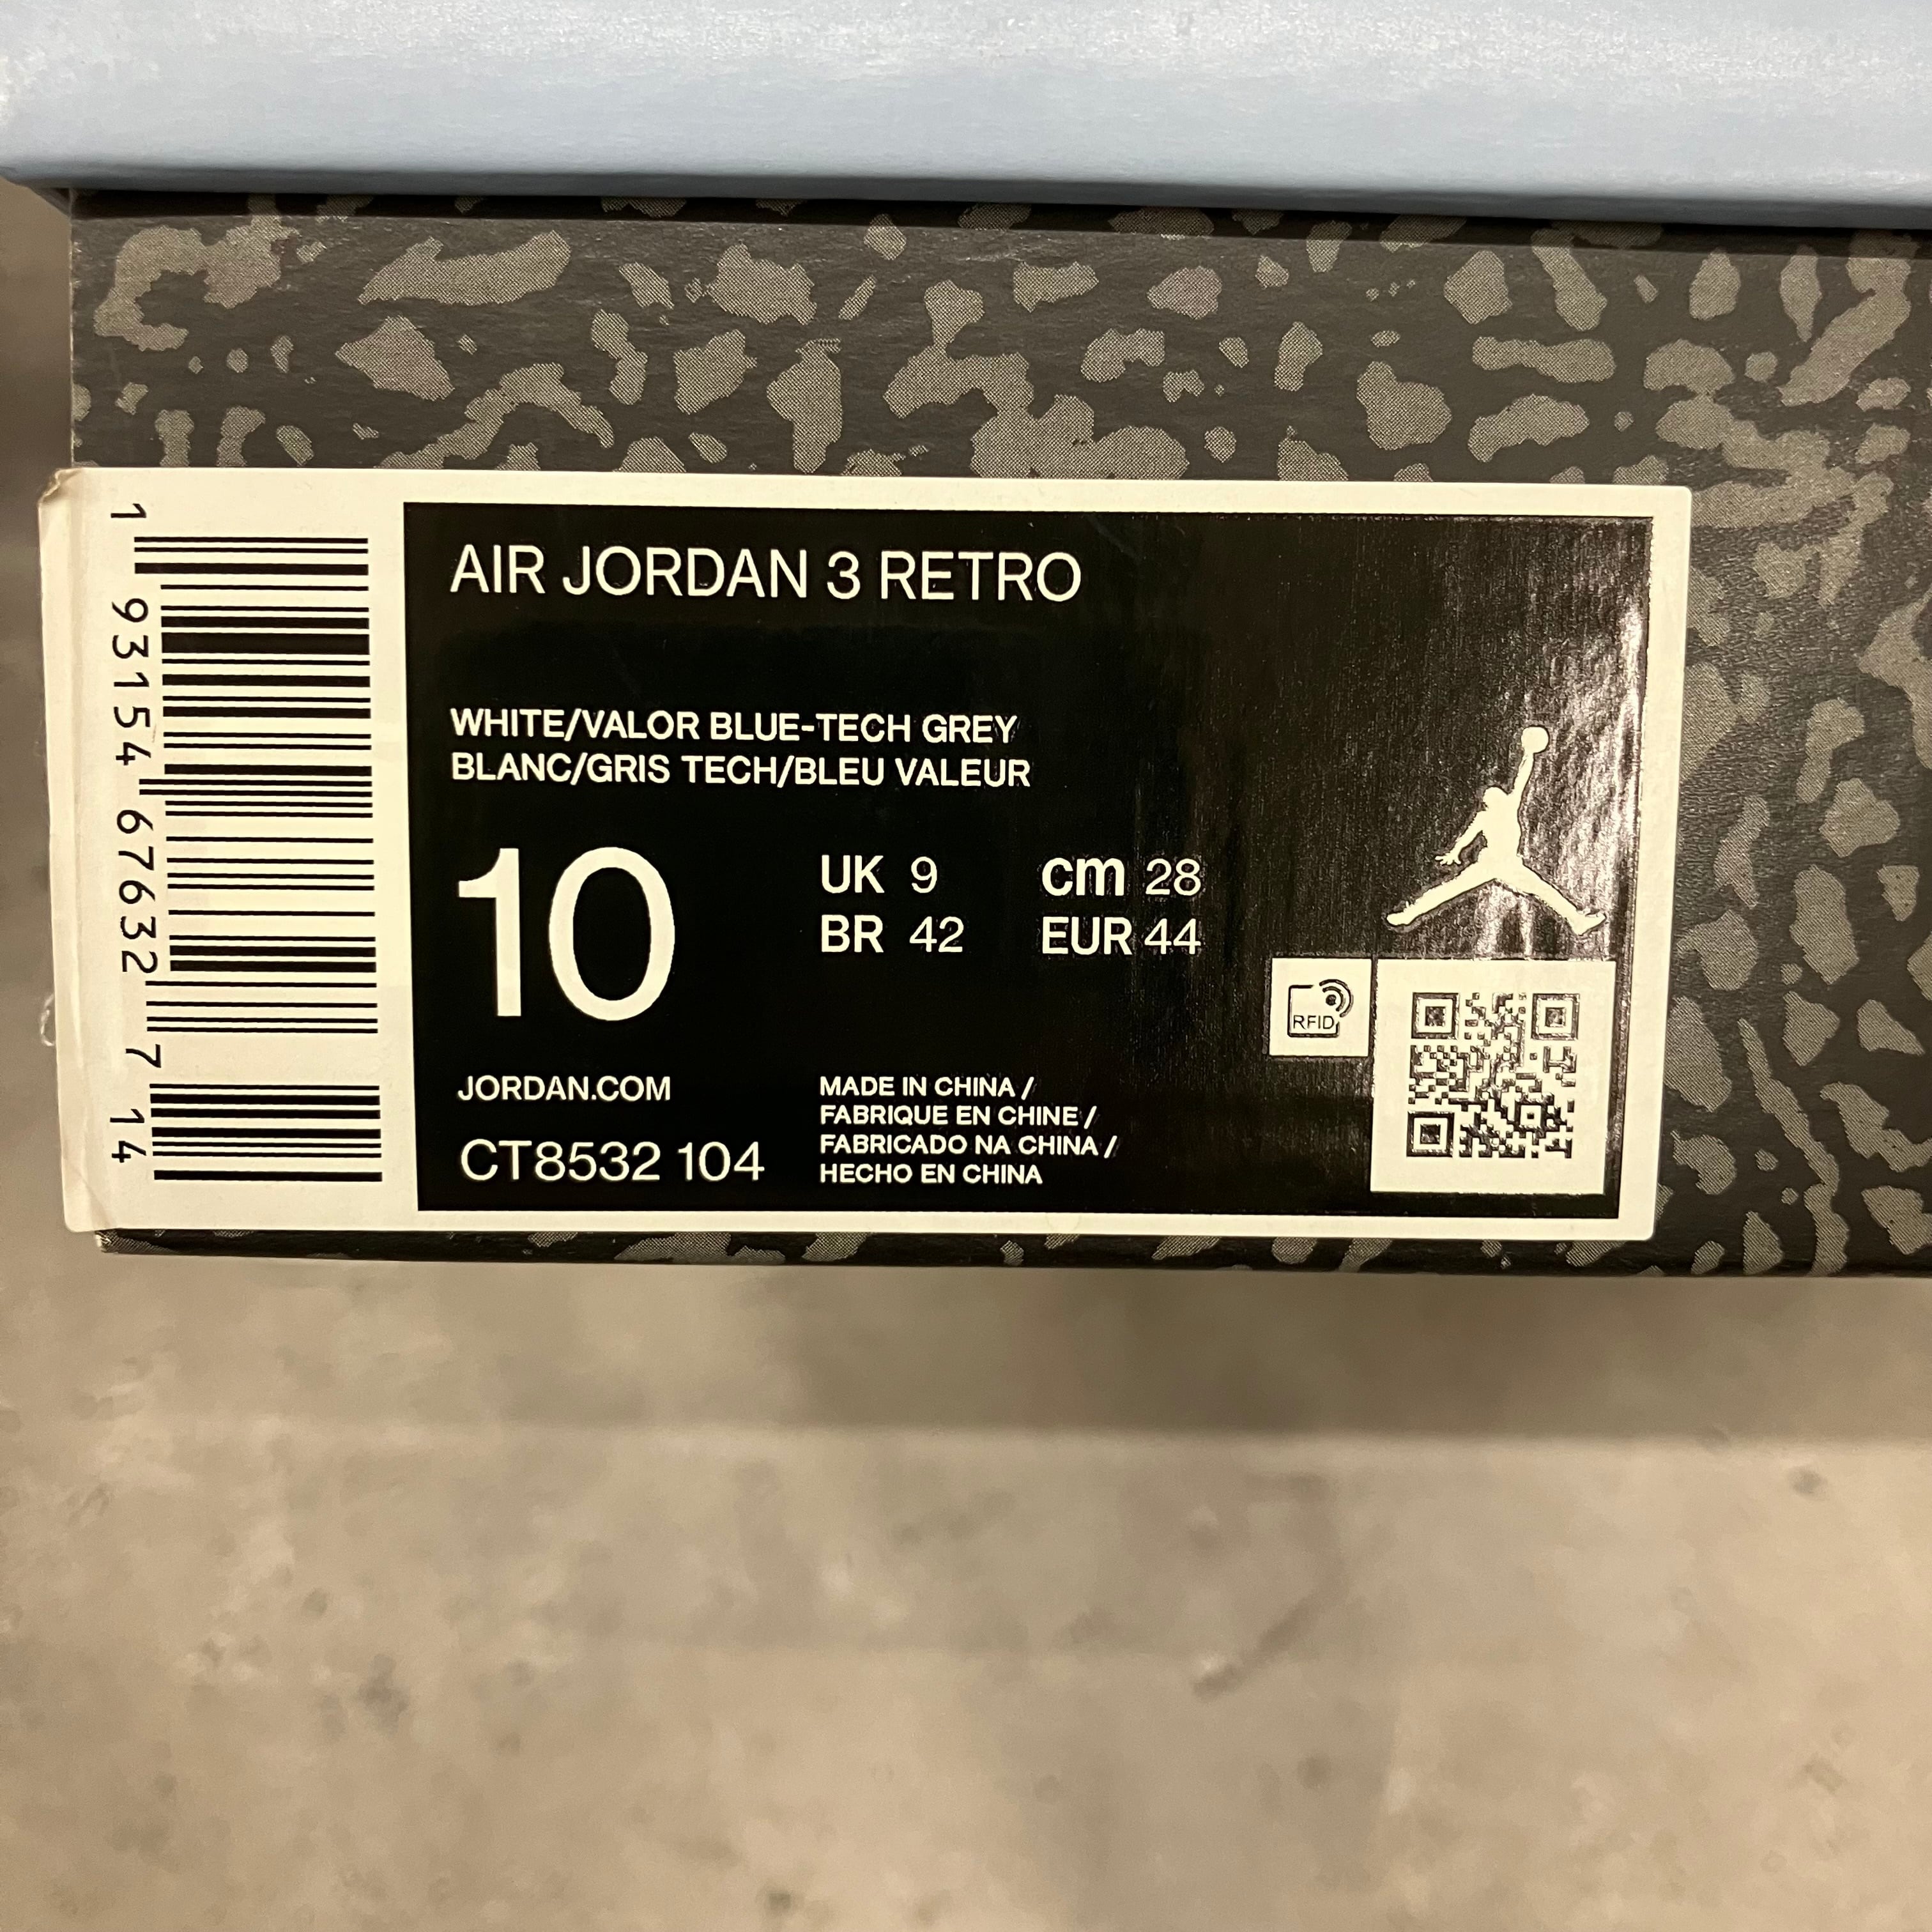 AIR JORDAN 3 RETRO
WHITE/VALOR BLUE-TECH GREY
BLANC/GRIS TECH/BLEU VALEUR
10
UK 9 cm 28
BR 42 EUR 44
RFID
JORDAN.COM
CT8532 104
MADE IN CHINA /
FABRIQUE EN CHINE /
FABRICADO NA CHINA /
HECHO EN CHINA
1 93154 67632 7 14